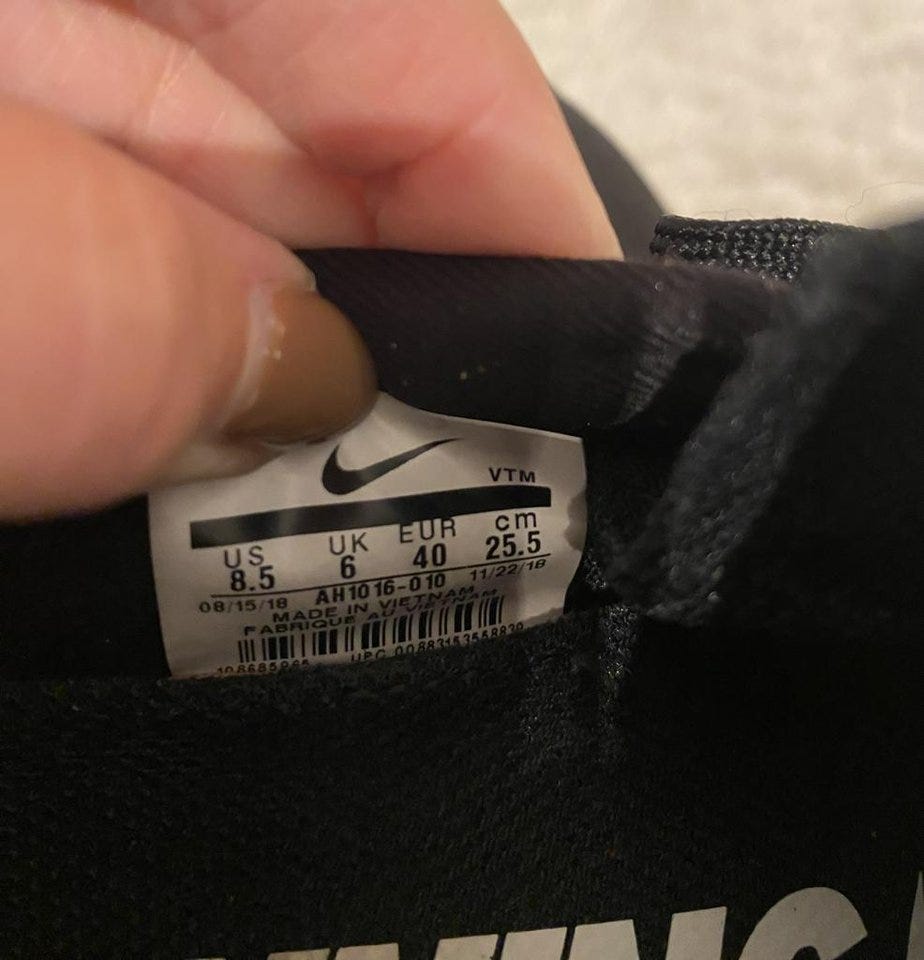 VTM
US UK EUR cm
8.5 6 40 25.5
08/15/18 AH1016-010 11/22/18
MADE IN VIETNAM
FABRIQUE AU VIETNAM
UPC